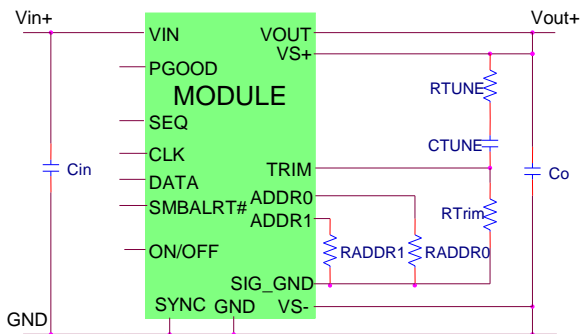 Vin+
Vout+
VIN
VOUT
VS+
PGOOD
RTUNE
MODULE
SEQ
CTUNE
CLK
TRIM
Cin
DATA
Co
ADDR0
SMBALRT#
RTrim
ADDR1
ON/OFF
RADDR1
RADDR0
SIG_GND
SYNC
GND
VS-
GND